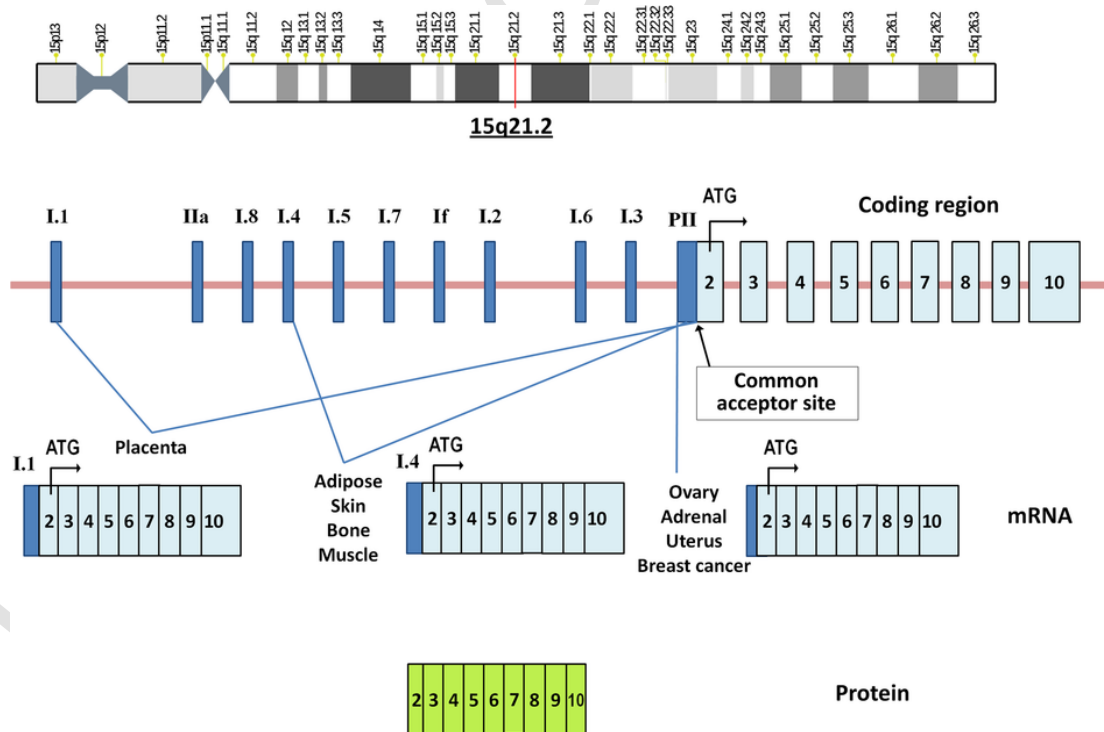 15p13 15p12 15p11.2 15p11.1 15q11.1 15q11.2 15q12 15q13.1 15q13.2 15q13.3 15q14 15q15.1 15q15.2 15q15.3 15q21.1 15q21.2 15q21.3 15q22.1 15q22.2 15q22.31 15q22.32 15q22.33 15q23 15q24.1 15q24.2 15q24.3 15q25.1 15q25.2 15q25.3 15q26.1 15q26.2 15q26.3
15q21.2
I.1 IIa I.8 I.4 I.5 I.7 If I.2 I.6 I.3 PII
ATG
Coding region
2 3 4 5 6 7 8 9 10
Common
acceptor site
Placenta
I.1 ATG
2 3 4 5 6 7 8 9 10
Adipose
Skin
Bone
Muscle
I.4 ATG
2 3 4 5 6 7 8 9 10
Ovary
Adrenal
Uterus
Breast cancer
ATG
2 3 4 5 6 7 8 9 10
mRNA
2 3 4 5 6 7 8 9 10
Protein